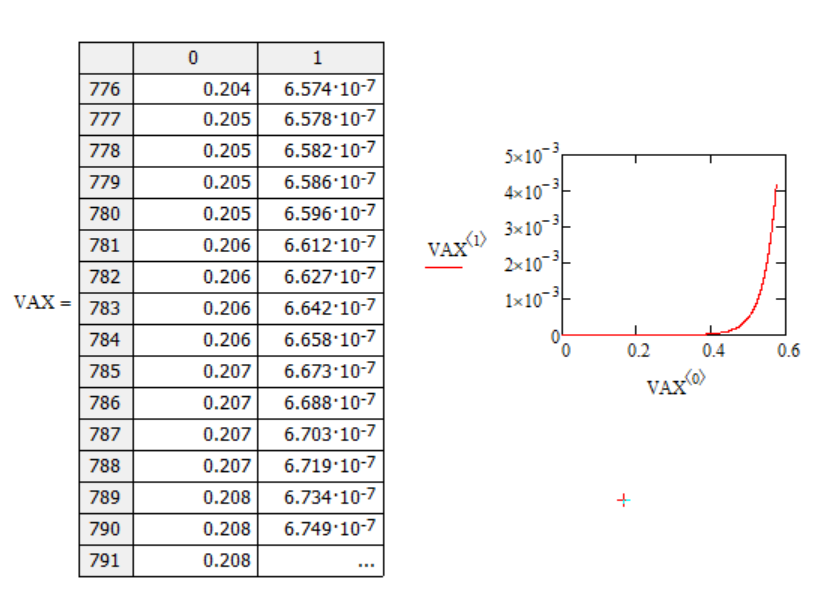 VAX =
0 1
776 0.204 6.574·10⁻⁷
777 0.205 6.578·10⁻⁷
778 0.205 6.582·10⁻⁷
779 0.205 6.586·10⁻⁷
780 0.205 6.596·10⁻⁷
781 0.206 6.612·10⁻⁷
782 0.206 6.627·10⁻⁷
783 0.206 6.642·10⁻⁷
784 0.206 6.658·10⁻⁷
785 0.207 6.673·10⁻⁷
786 0.207 6.688·10⁻⁷
787 0.207 6.703·10⁻⁷
788 0.207 6.719·10⁻⁷
789 0.208 6.734·10⁻⁷
790 0.208 6.749·10⁻⁷
791 0.208 ...
VAX⟨1⟩
5×10⁻³
4×10⁻³
3×10⁻³
2×10⁻³
1×10⁻³
0
0 0.2 0.4 0.6
VAX⟨0⟩